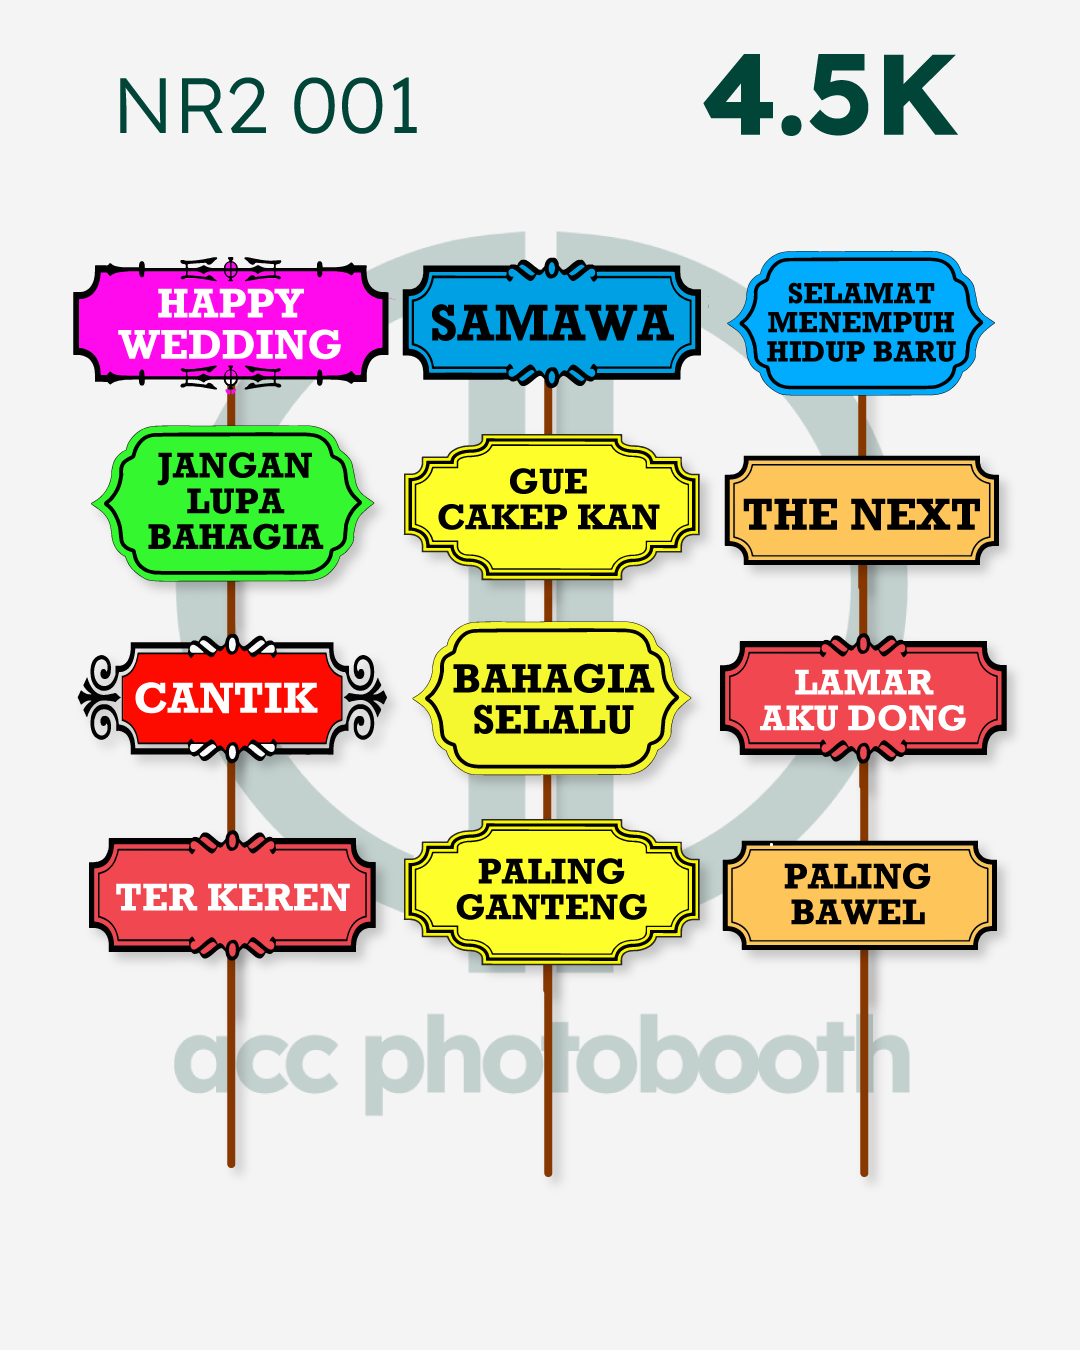 NR2 001
4.5K
HAPPY
WEDDING
SAMAWA
SELAMAT
MENEMPUH
HIDUP BARU
JANGAN
LUPA
BAHAGIA
GUE
CAKEP KAN
THE NEXT
CANTIK
BAHAGIA
SELALU
LAMAR
AKU DONG
TER KEREN
PALING
GANTENG
PALING
BAWEL
acc photobooth